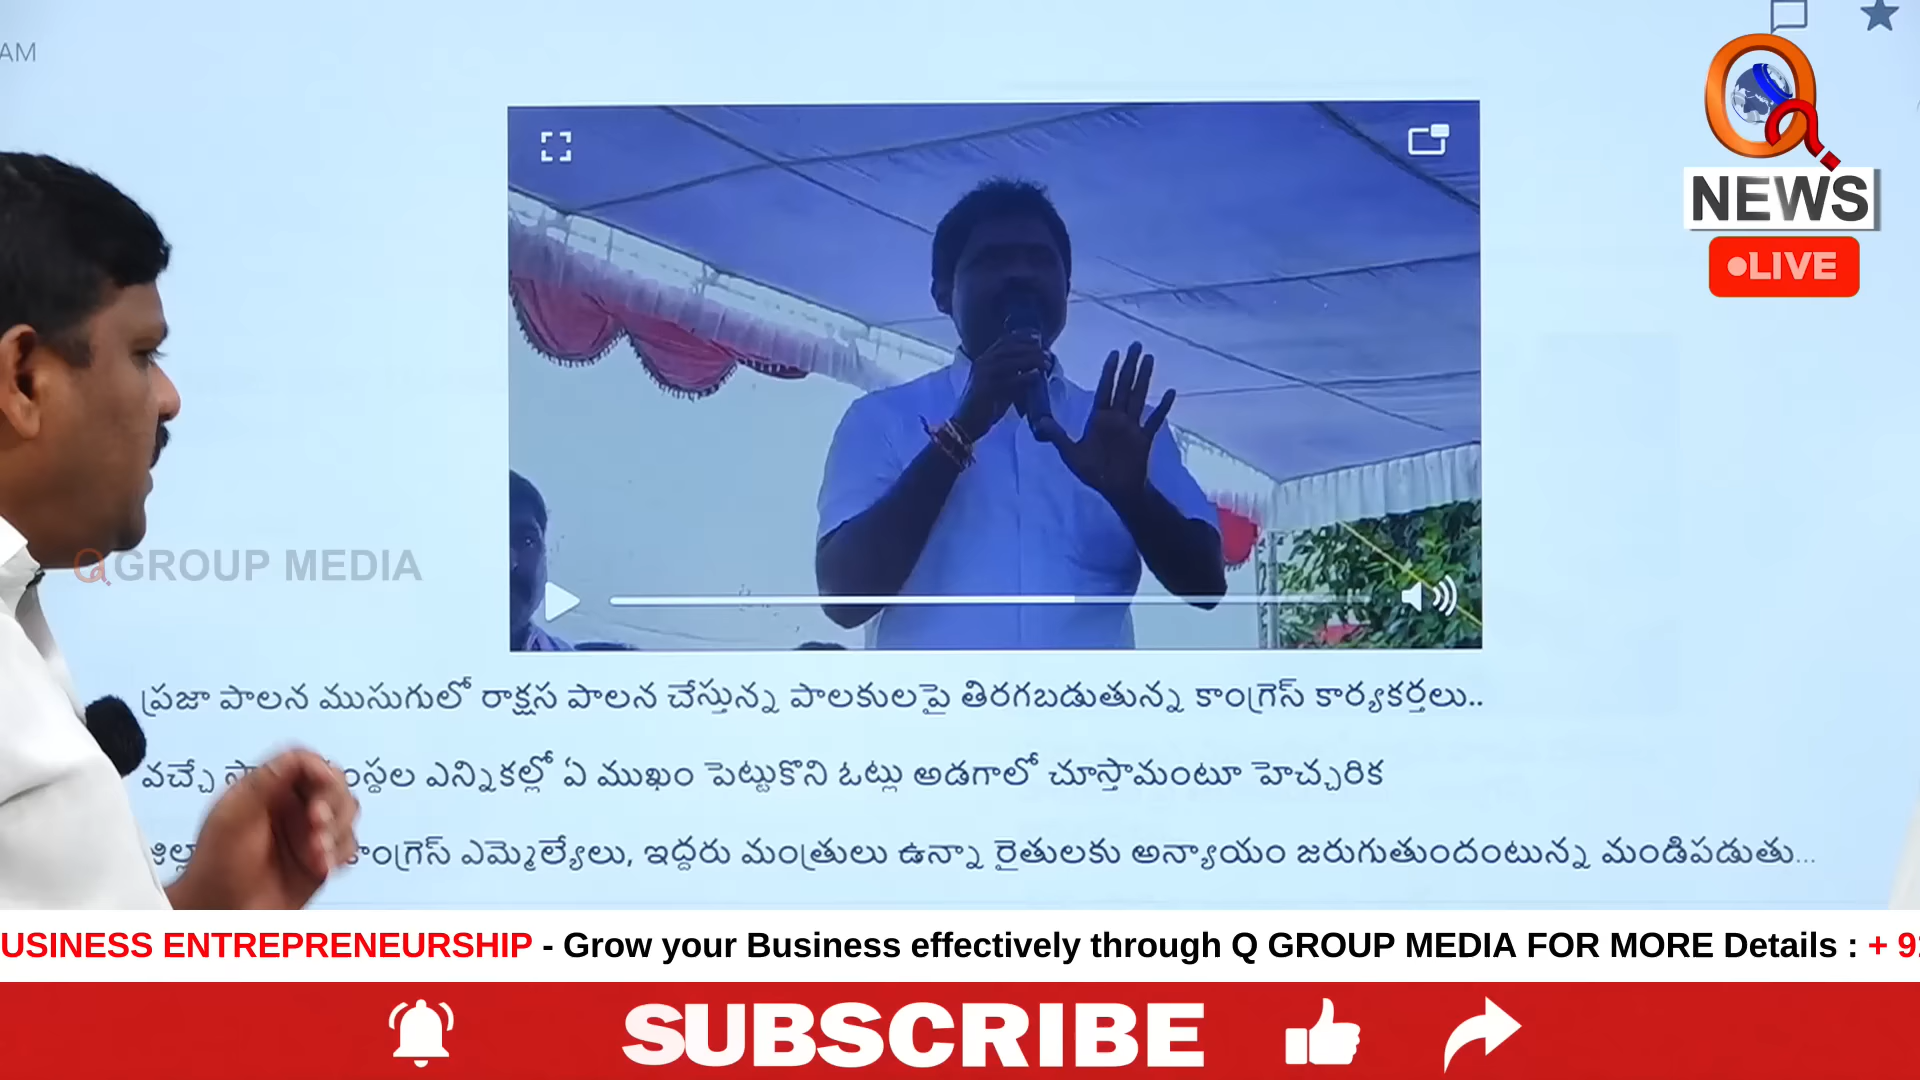 AM
Q
NEWS
LIVE
Q GROUP MEDIA
ప్రజా పాలన ముసుగులో రాక్షస పాలన చేస్తున్న పాలకులపై తిరగబడుతున్న కాంగ్రెస్ కార్యకర్తలు..
వచ్చే ఎన్నికల్లో ఏ ముఖం పెట్టుకొని ఓట్లు అడగాలో చూస్తామంటూ హెచ్చరిక
కాంగ్రెస్ ఎమ్మెల్యేలు, ఇద్దరు మంత్రులు ఉన్నా రైతులకు అన్యాయం జరుగుతుందంటున్న మండిపడుతు...
USINESS ENTREPRENEURSHIP - Grow your Business effectively through Q GROUP MEDIA FOR MORE Details : + 9
SUBSCRIBE